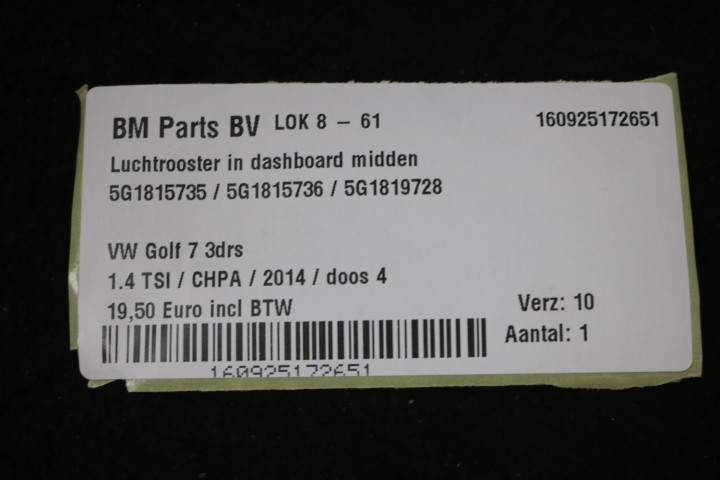 BM Parts BV LOK 8 - 61 160925172651
Luchtrooster in dashboard midden
5G1815735 / 5G1815736 / 5G1819728
VW Golf 7 3drs
1.4 TSI / CHPA / 2014 / doos 4
19,50 Euro incl BTW Verz: 10
Aantal: 1
160925172651